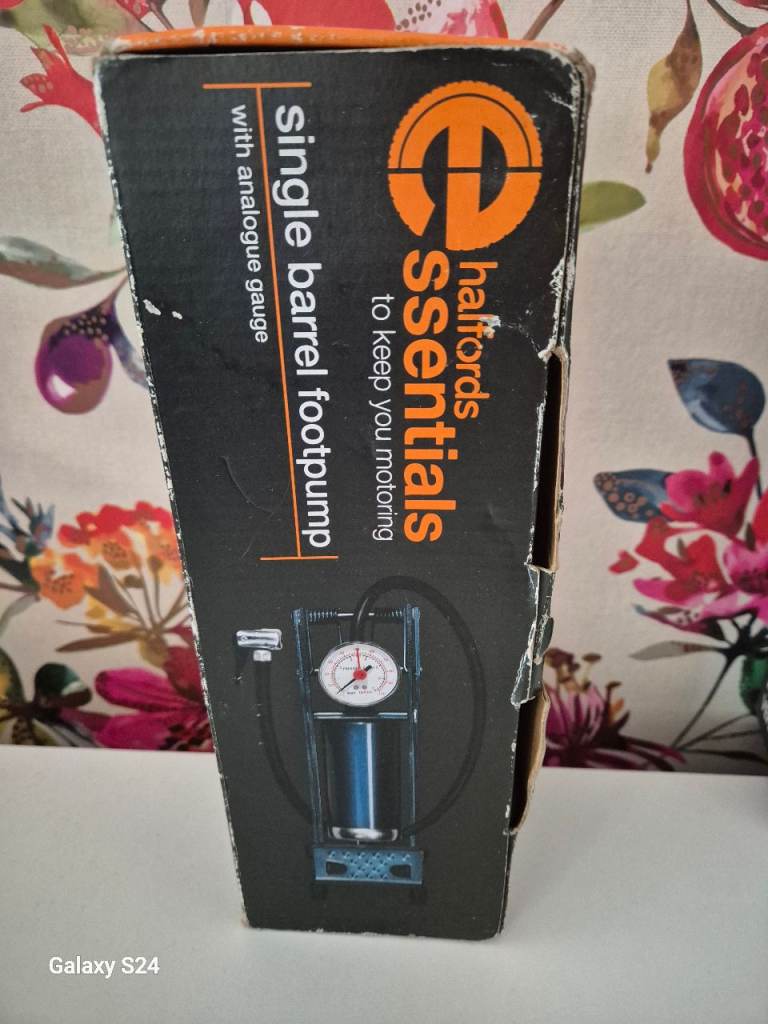 halfords
essentials
to keep you motoring
single barrel footpump
with analogue gauge
Galaxy S24